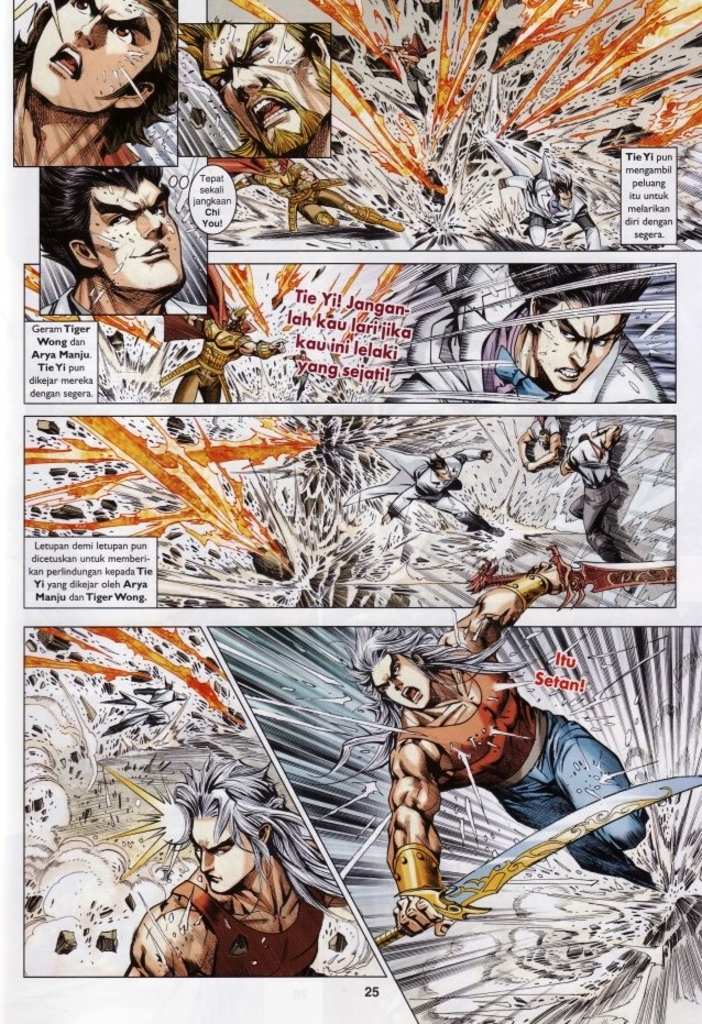 Tepat
sekali
jangkaan
Chi
You!
Tie Yi pun
mengambil
peluang
itu untuk
melarikan
diri dengan
segera.
Geram Tiger
Wong dan
Arya Manju.
Tie Yi pun
dikejar mereka
dengan segera.
Tie Yi! Jangan-
lah kau lari jika
kau ini lelaki
yang sejati!
Letupan demi letupan pun
dicetuskan untuk memberi-
kan perlindungan kepada Tie
Yi yang dikejar oleh Arya
Manju dan Tiger Wong.
Itu
Setan!
25